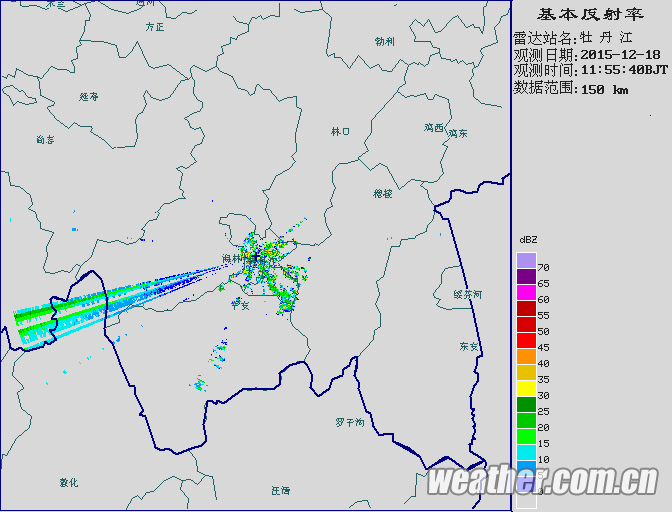 方正
勃利
延寿
尚志
林口
鸡西 鸡东
穆棱
海林
宁安
绥芬河
东宁
罗子沟
敦化
汪清
基本反射率
雷达站名:牡丹江
观测日期:2015-12-18
观测时间:11:55:40BJT
数据范围:150 km
dBZ
70
65
60
55
50
45
40
35
30
25
20
15
10
5
0
weather.com.cn